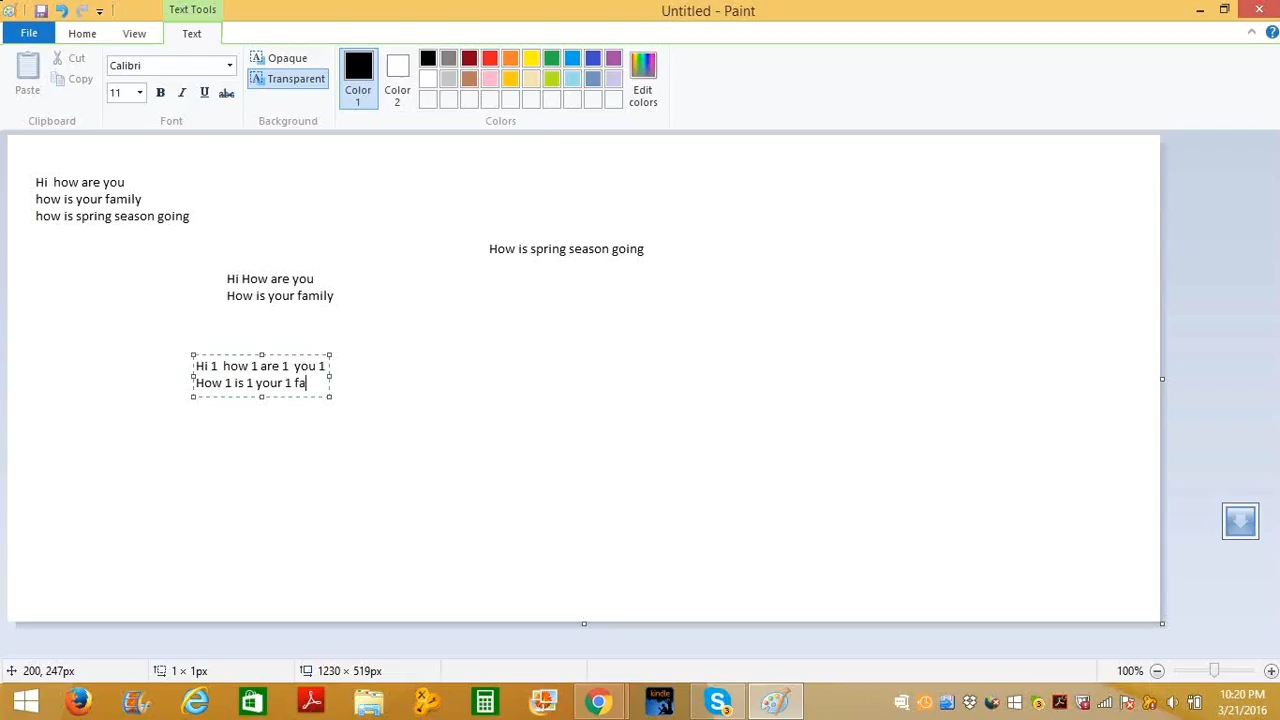 Text Tools
Untitled - Paint
File
Home
View
Text
Paste
Cut
Copy
Clipboard
Calibri
11
B I U abc
Font
Opaque
Transparent
Background
Color 1
Color 2
Edit colors
Colors
Hi  how are you
how is your family
how is spring season going
How is spring season going
Hi How are you
How is your family
Hi 1  how 1 are 1  you 1
How 1 is 1 your 1 fa
200, 247px
1 × 1px
1230 × 519px
100%
kindle
3
3
10:20 PM
3/21/2016